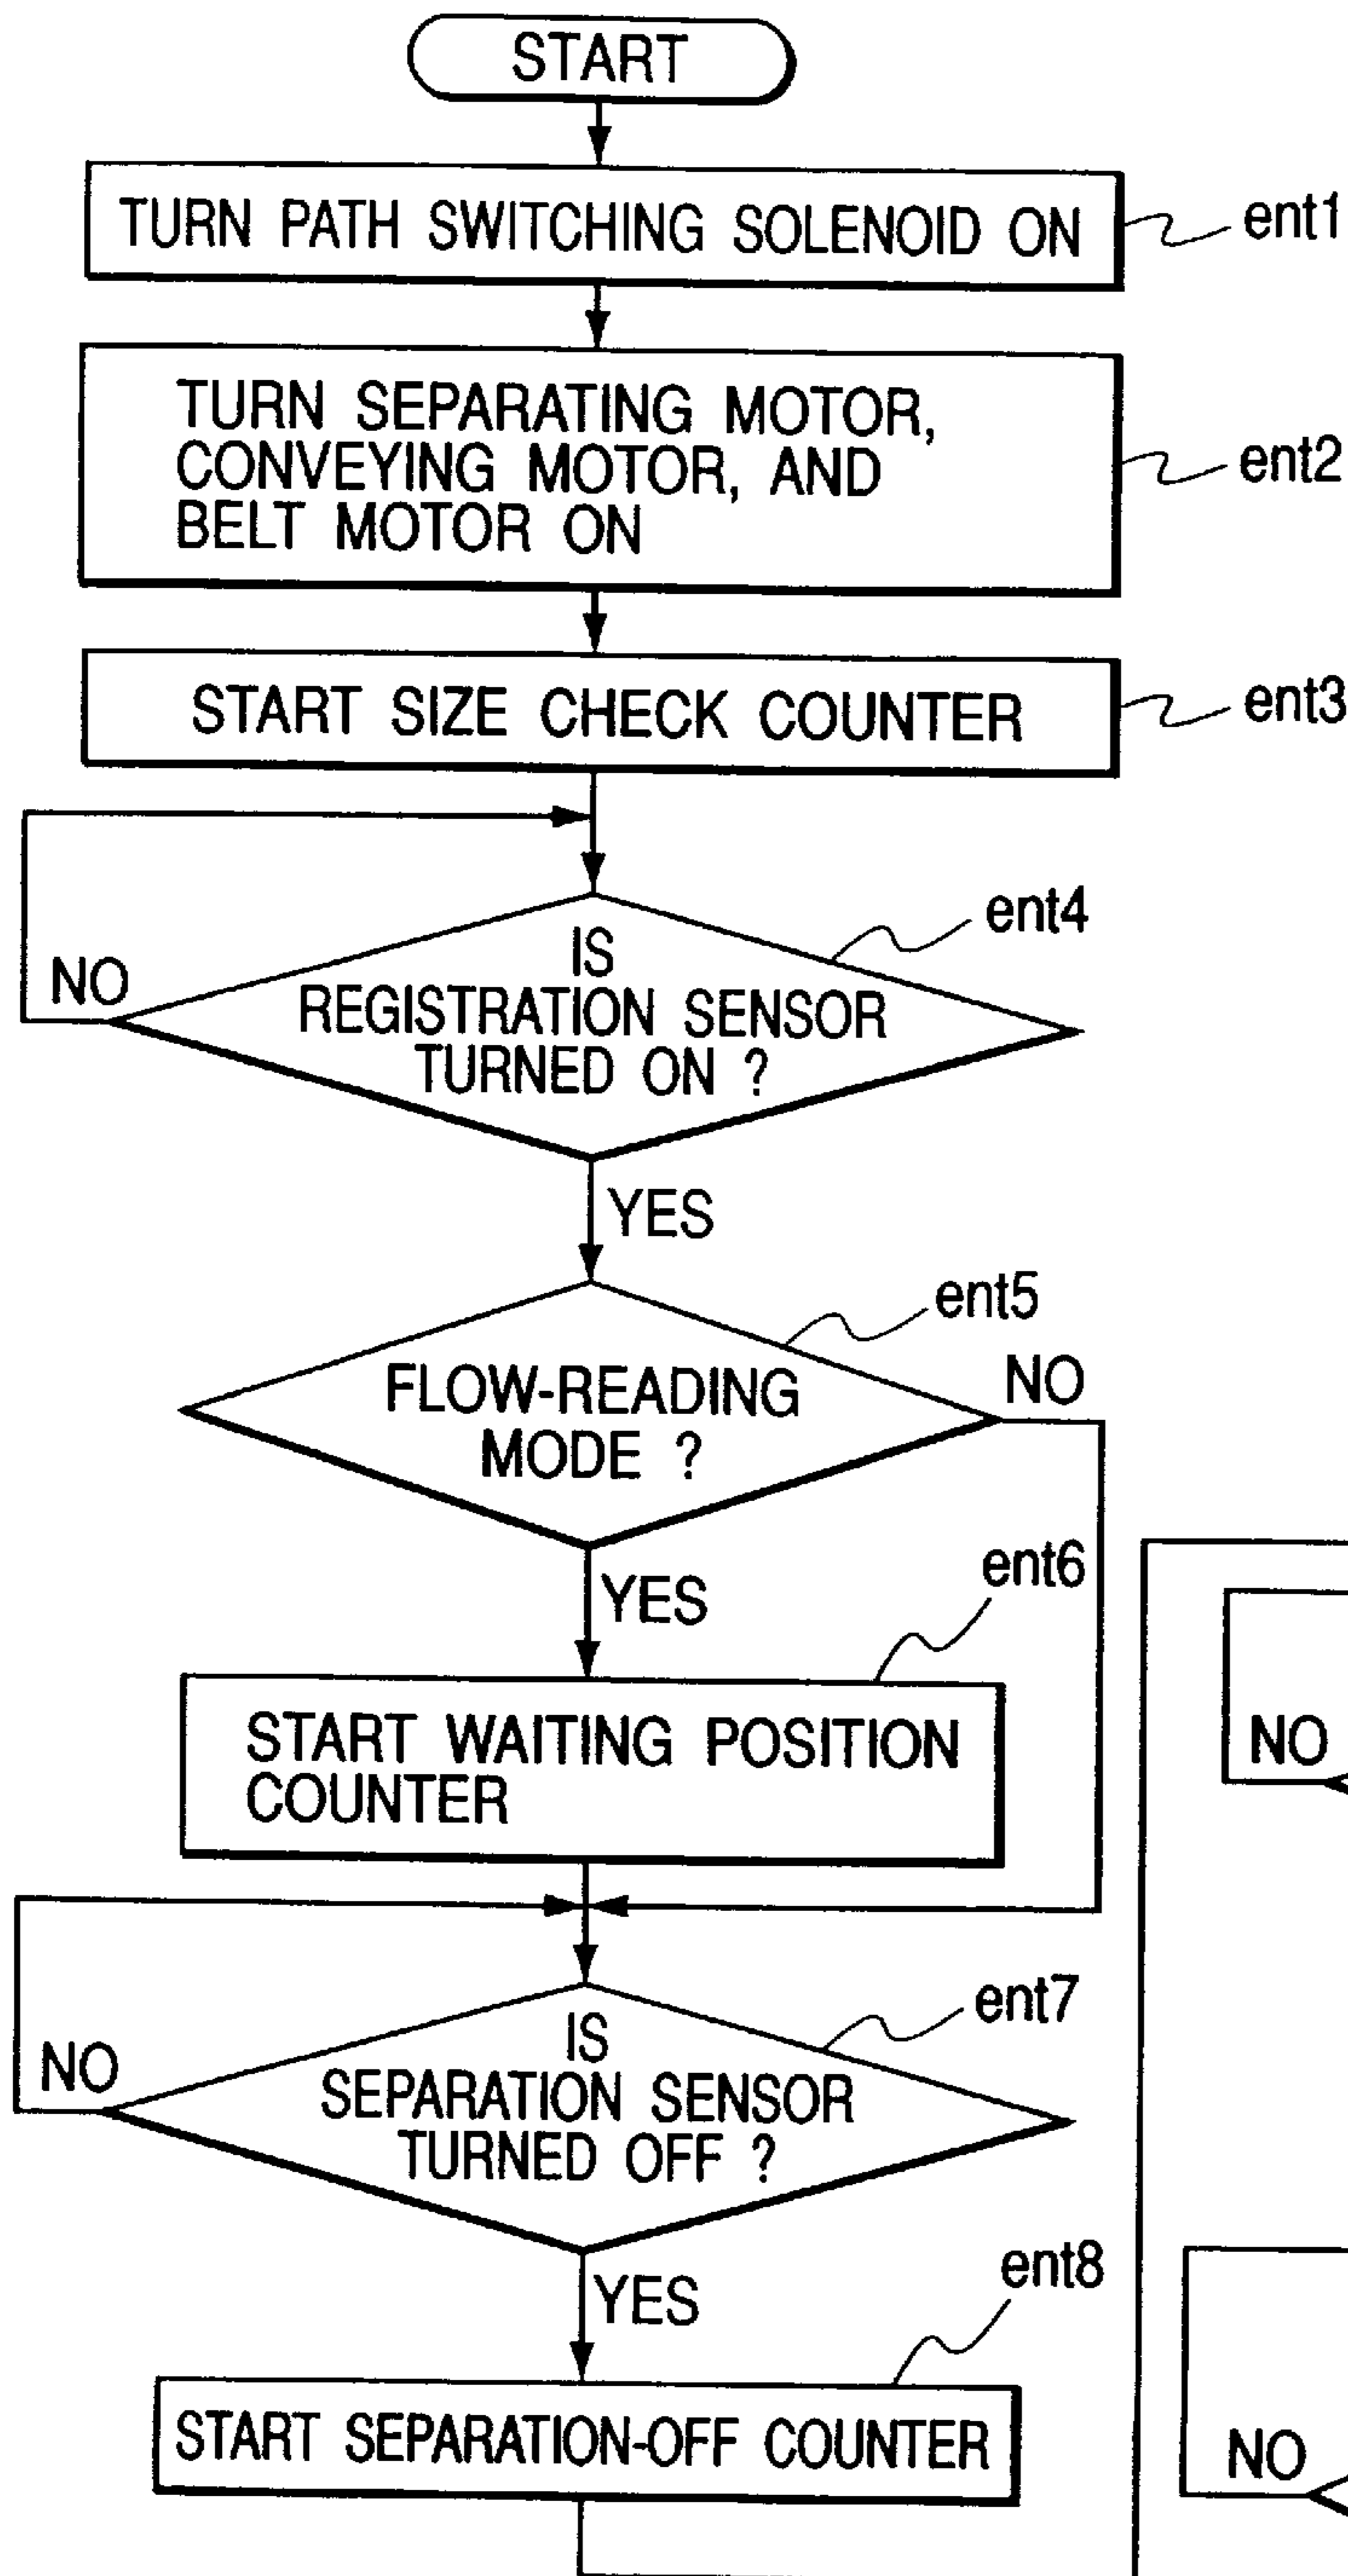 START
TURN PATH SWITCHING SOLENOID ON
ent1
TURN SEPARATING MOTOR,
CONVEYING MOTOR, AND
BELT MOTOR ON
ent2
START SIZE CHECK COUNTER
ent3
ent4
IS
REGISTRATION SENSOR
TURNED ON ?
NO
YES
ent5
FLOW-READING
MODE ?
NO
YES
ent6
START WAITING POSITION
COUNTER
ent7
IS
SEPARATION SENSOR
TURNED OFF ?
NO
YES
ent8
START SEPARATION-OFF COUNTER
NO
NO